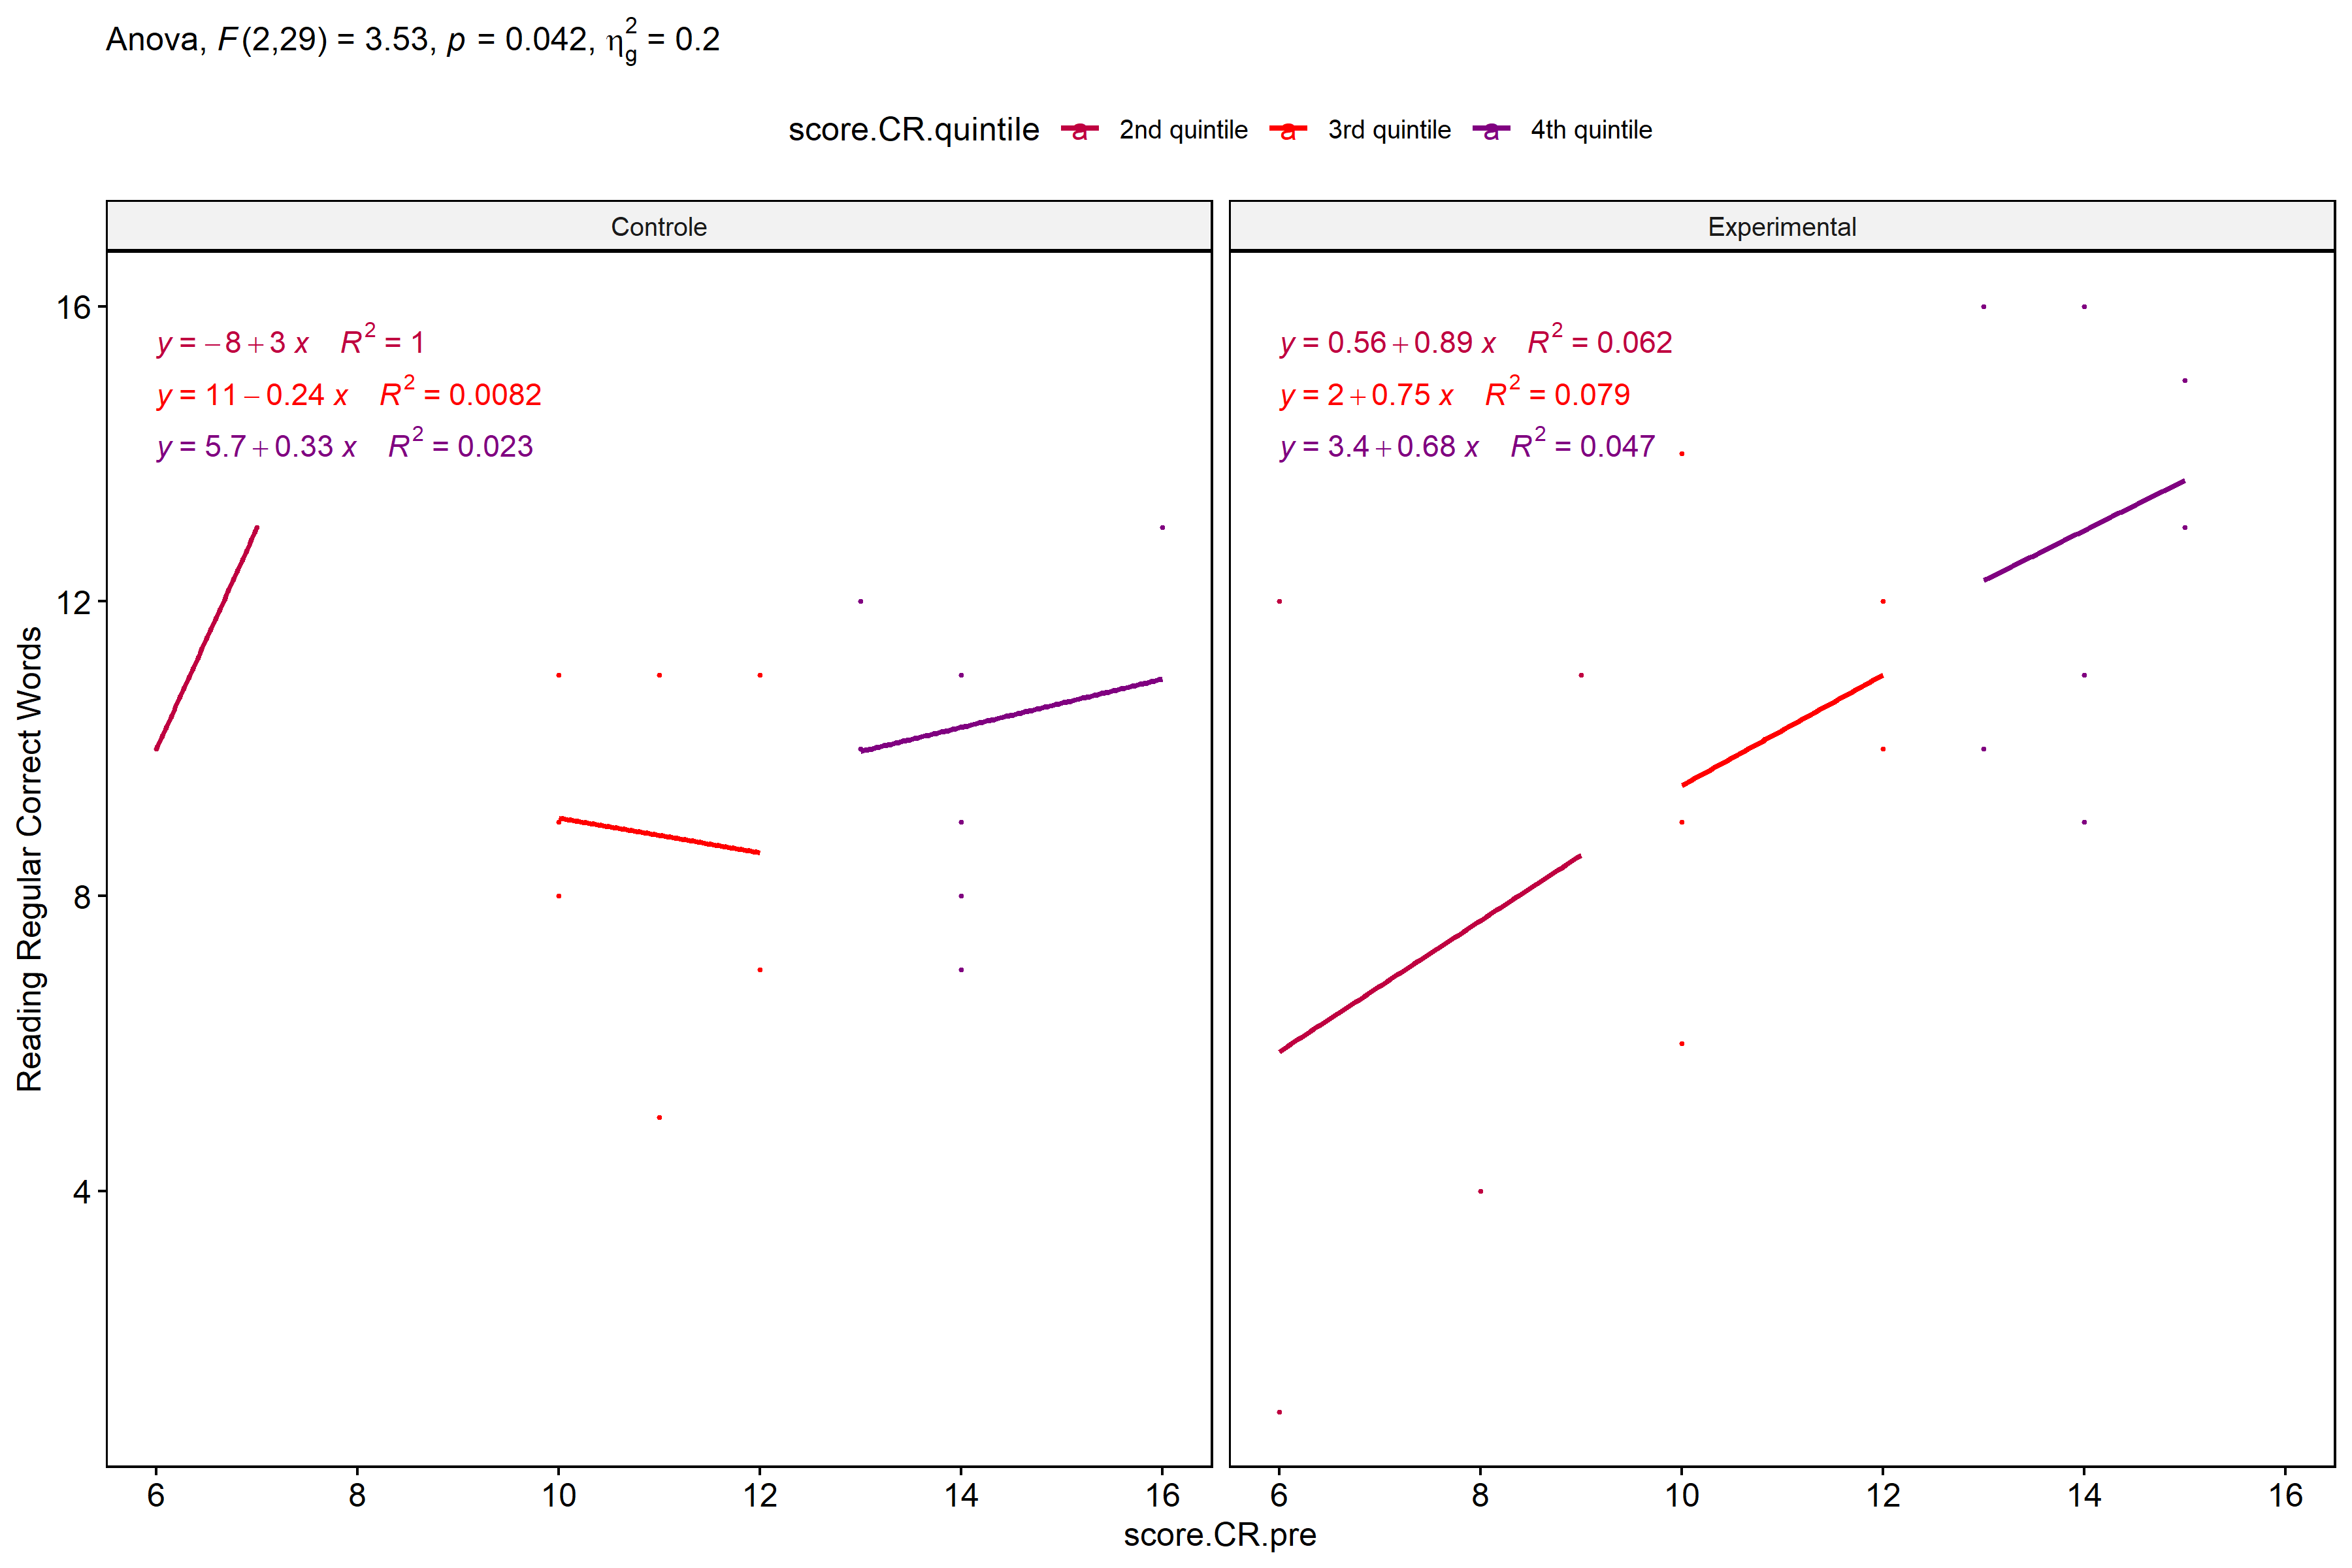 Anova, F(2,29) = 3.53, p = 0.042, η²g = 0.2
score.CR.quintile a 2nd quintile a 3rd quintile a 4th quintile
Controle
Experimental
y = −8 + 3 x R² = 1
y = 11 − 0.24 x R² = 0.0082
y = 5.7 + 0.33 x R² = 0.023
y = 0.56 + 0.89 x R² = 0.062
y = 2 + 0.75 x R² = 0.079
y = 3.4 + 0.68 x R² = 0.047
16
12
8
4
Reading Regular Correct Words
6 8 10 12 14 16
6 8 10 12 14 16
score.CR.pre